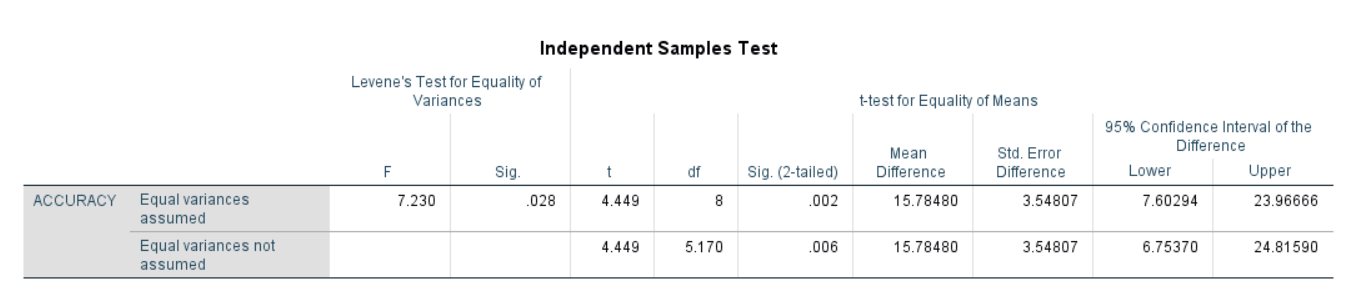 Independent Samples Test
Levene's Test for Equality of
Variances
t-test for Equality of Means
F
Sig.
t
df
Sig. (2-tailed)
Mean
Difference
Std. Error
Difference
95% Confidence Interval of the
Difference
Lower
Upper
ACCURACY
Equal variances
assumed
7.230 .028 4.449 8 .002 15.78480 3.54807 7.60294 23.96666
Equal variances not
assumed
4.449 5.170 .006 15.78480 3.54807 6.75370 24.81590